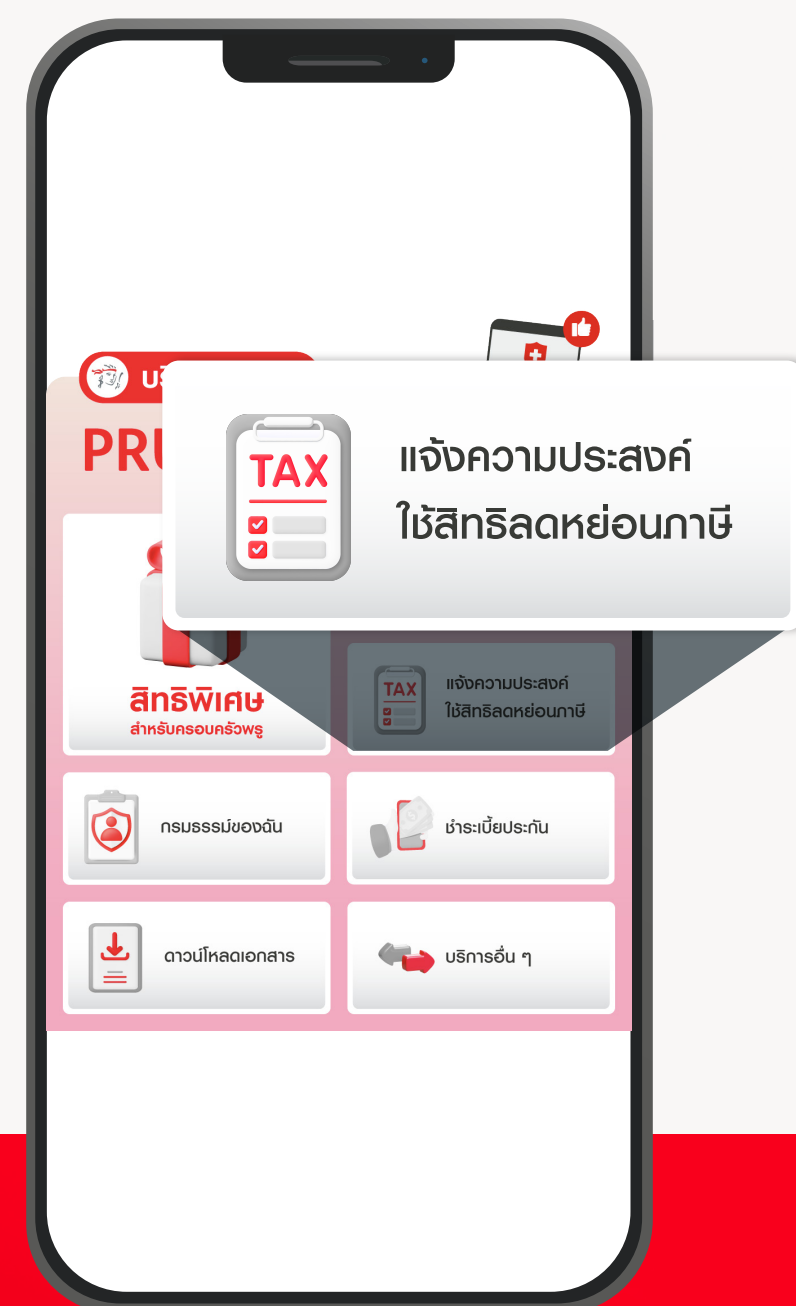 TAX
แจ้งความประสงค์
ใช้สิทธิลดหย่อนภาษี
สิทธิพิเศษ
สำหรับครอบครัวพรู
TAX
แจ้งความประสงค์
ใช้สิทธิลดหย่อนภาษี
กรมธรรม์ของฉัน
ชำระเบี้ยประกัน
ดาวน์โหลดเอกสาร
บริการอื่น ๆ